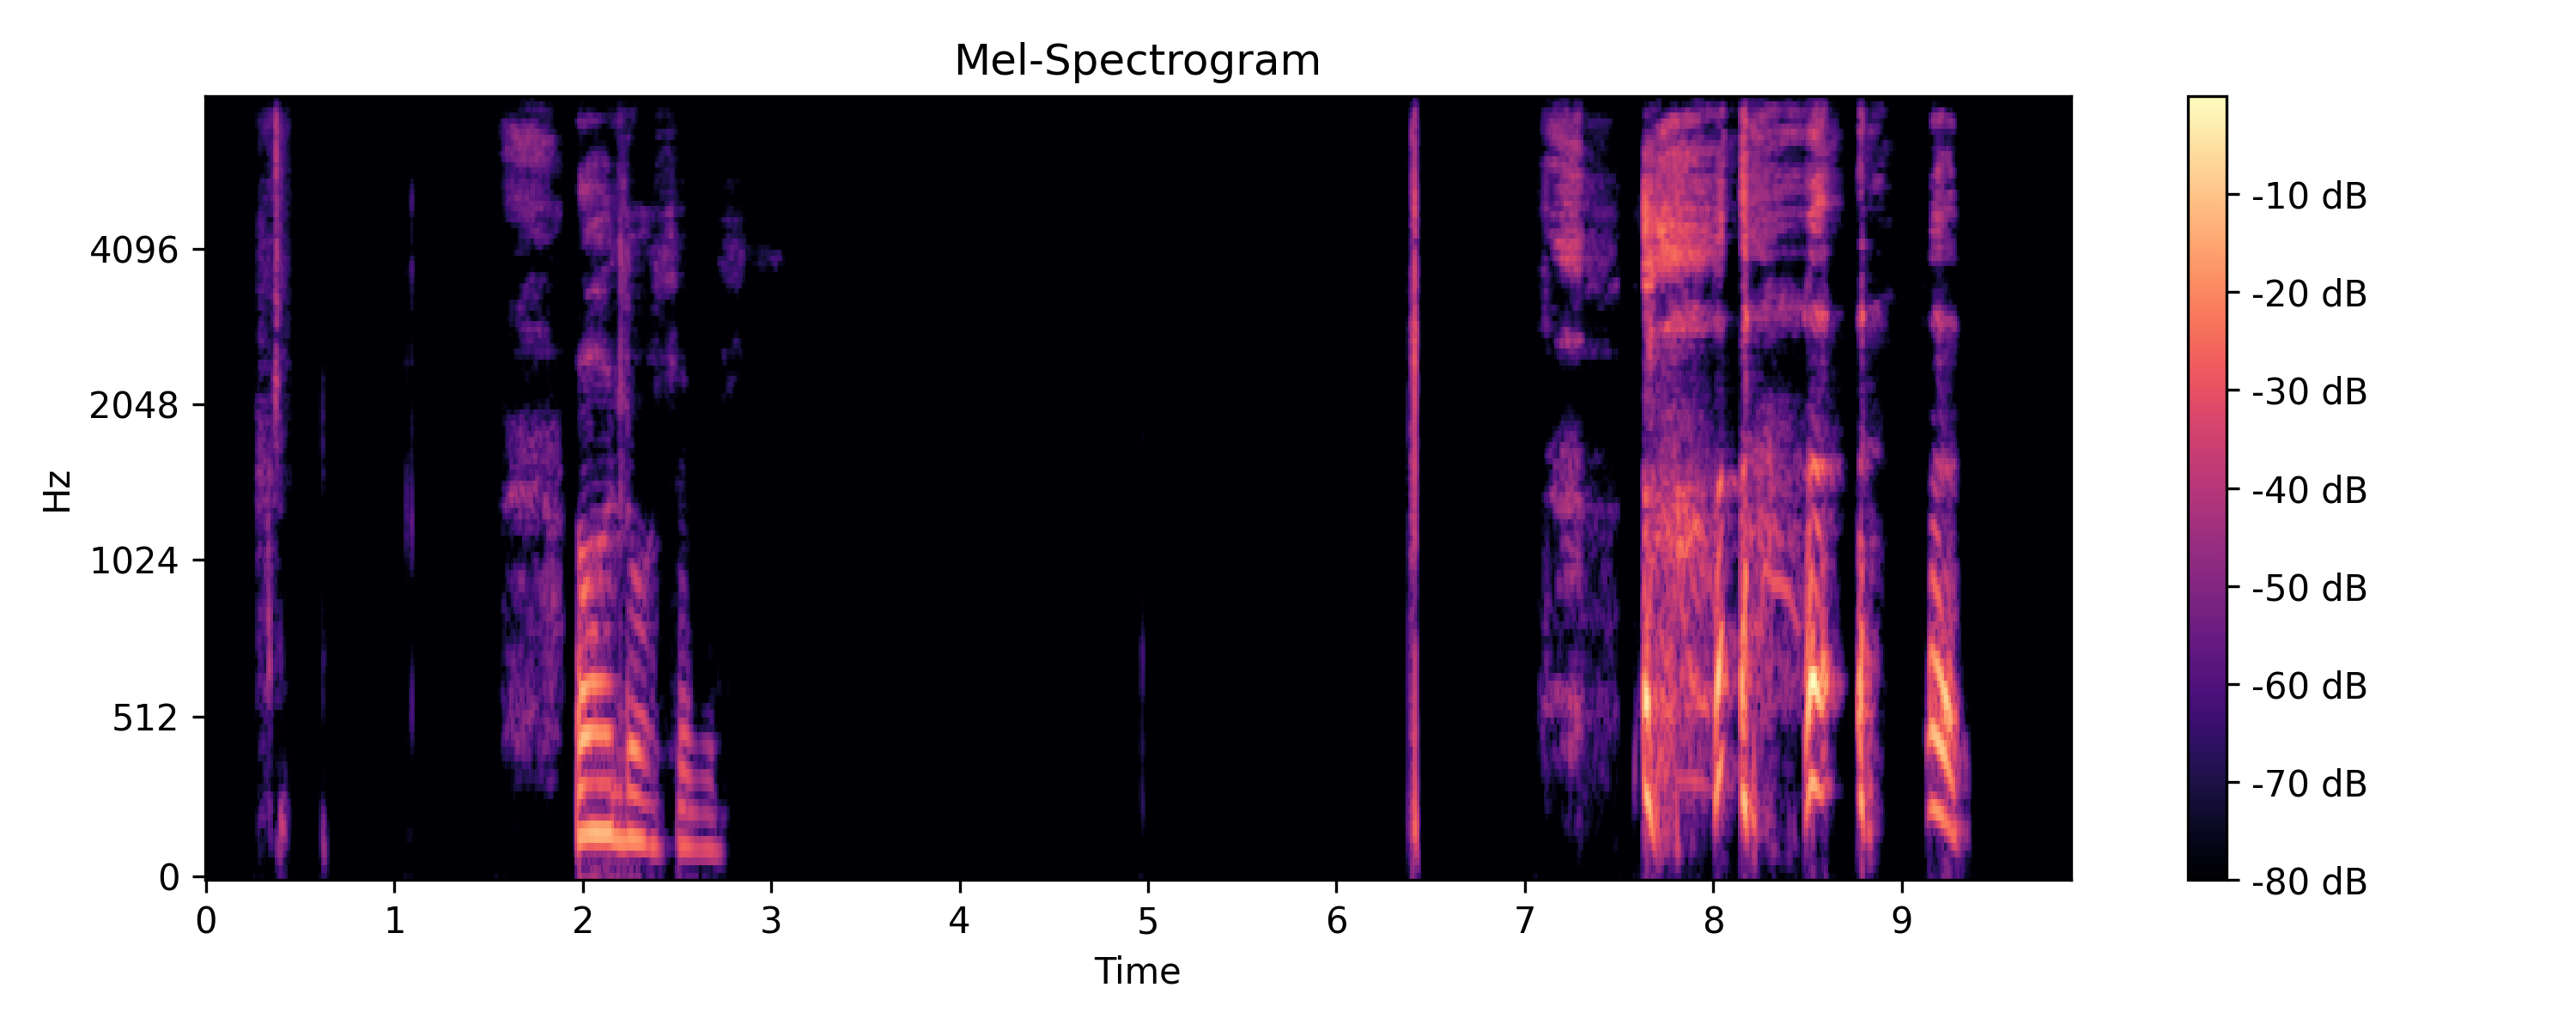 Mel-Spectrogram
Hz
4096
2048
1024
512
0
0 1 2 3 4 5 6 7 8 9
Time
-10 dB
-20 dB
-30 dB
-40 dB
-50 dB
-60 dB
-70 dB
-80 dB